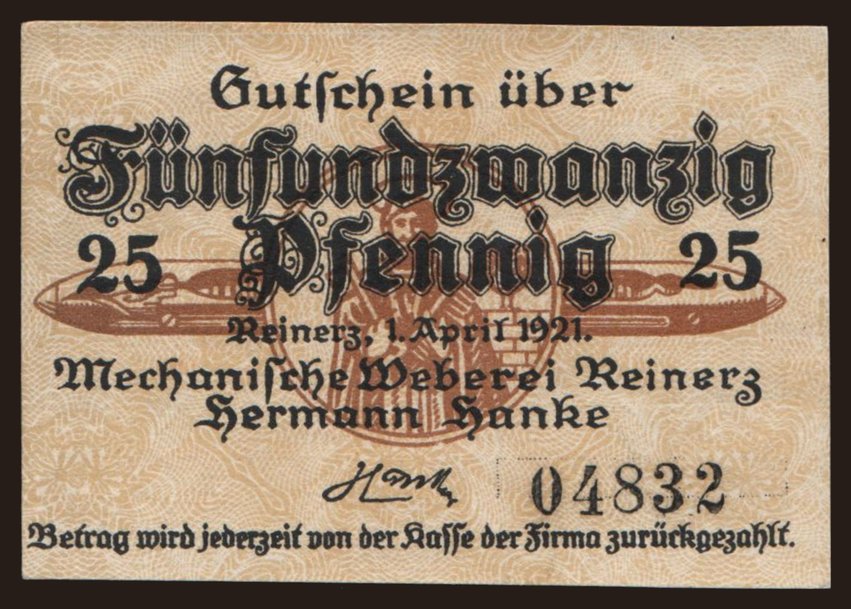 Gutschein über
Fünfundzwanzig
25 Pfennig 25
Reinerz, 1. April 1921.
Mechanische Weberei Reinerz
Hermann Hanke
Hanke
04832
Betrag wird jederzeit von der Kasse der Firma zurückgezahlt.